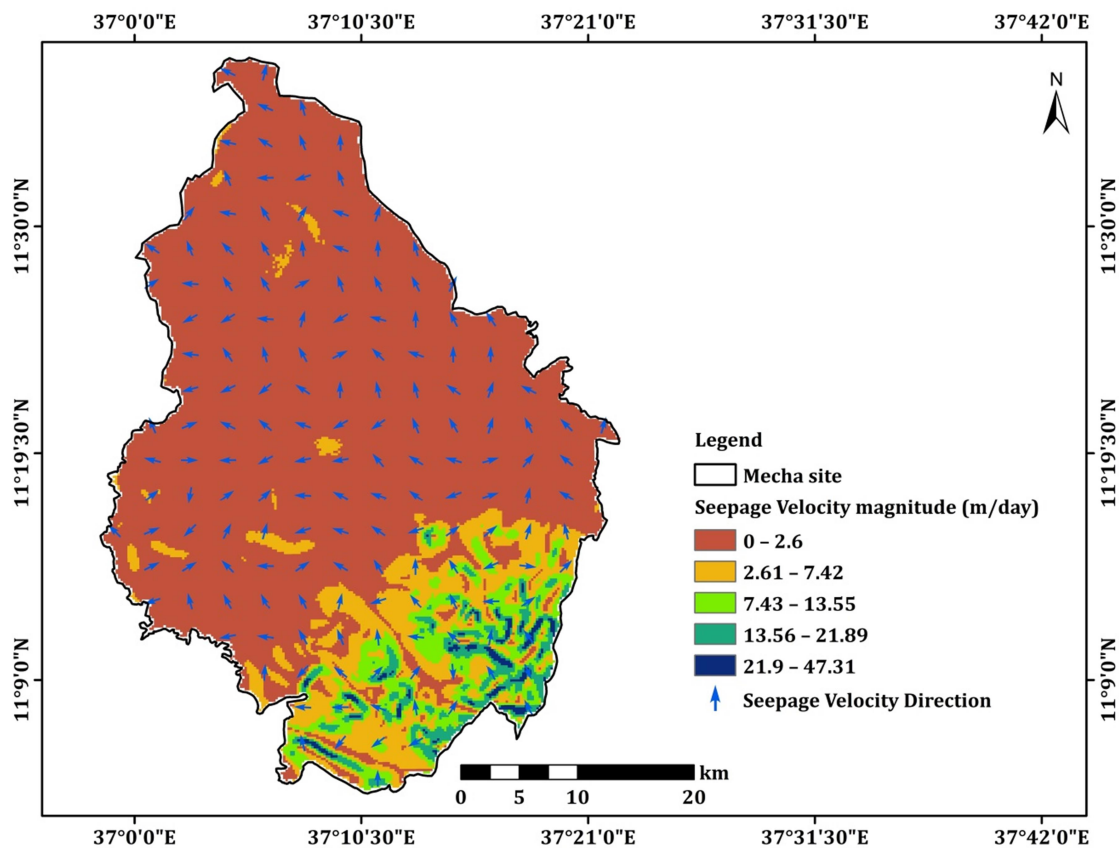 37°0'0"E 37°10'30"E 37°21'0"E 37°31'30"E 37°42'0"E
N
11°30'0"N 11°30'0"N
11°19'30"N 11°19'30"N
Legend
Mecha site
Seepage Velocity magnitude (m/day)
0 – 2.6
2.61 – 7.42
7.43 – 13.55
13.56 – 21.89
21.9 – 47.31
Seepage Velocity Direction
11°9'0"N 11°9'0"N
km
0 5 10 20
37°0'0"E 37°10'30"E 37°21'0"E 37°31'30"E 37°42'0"E